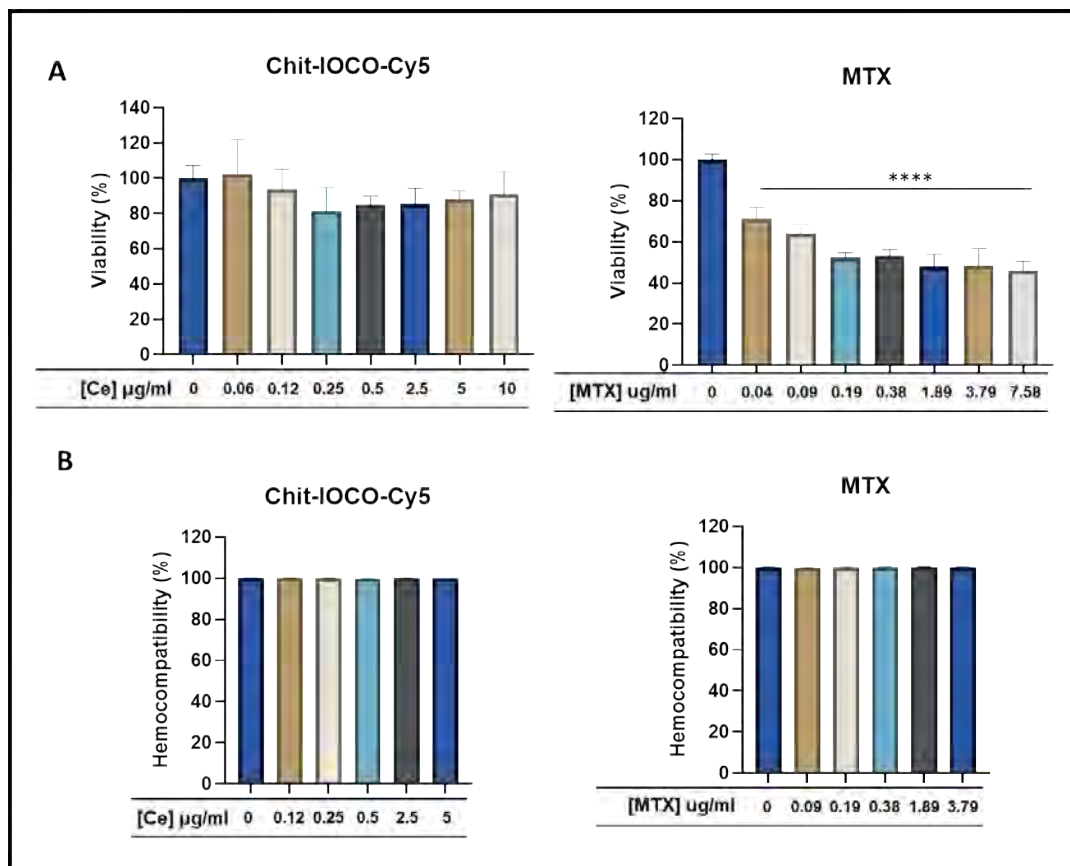 A
Chit-IOCO-Cy5
Viability (%)
140
120
100
80
60
40
20
0
[Ce] µg/ml 0 0.06 0.12 0.25 0.5 2.5 5 10
MTX
Viability (%)
120
100
80
60
40
20
0
****
[MTX] ug/ml 0 0.04 0.09 0.19 0.38 1.89 3.79 7.58
B
Chit-IOCO-Cy5
Hemocompatibility (%)
120
100
80
60
40
20
0
[Ce] µg/ml 0 0.12 0.25 0.5 2.5 5
MTX
Hemocompatibility (%)
120
100
80
60
40
20
0
[MTX] ug/ml 0 0.09 0.19 0.38 1.89 3.79